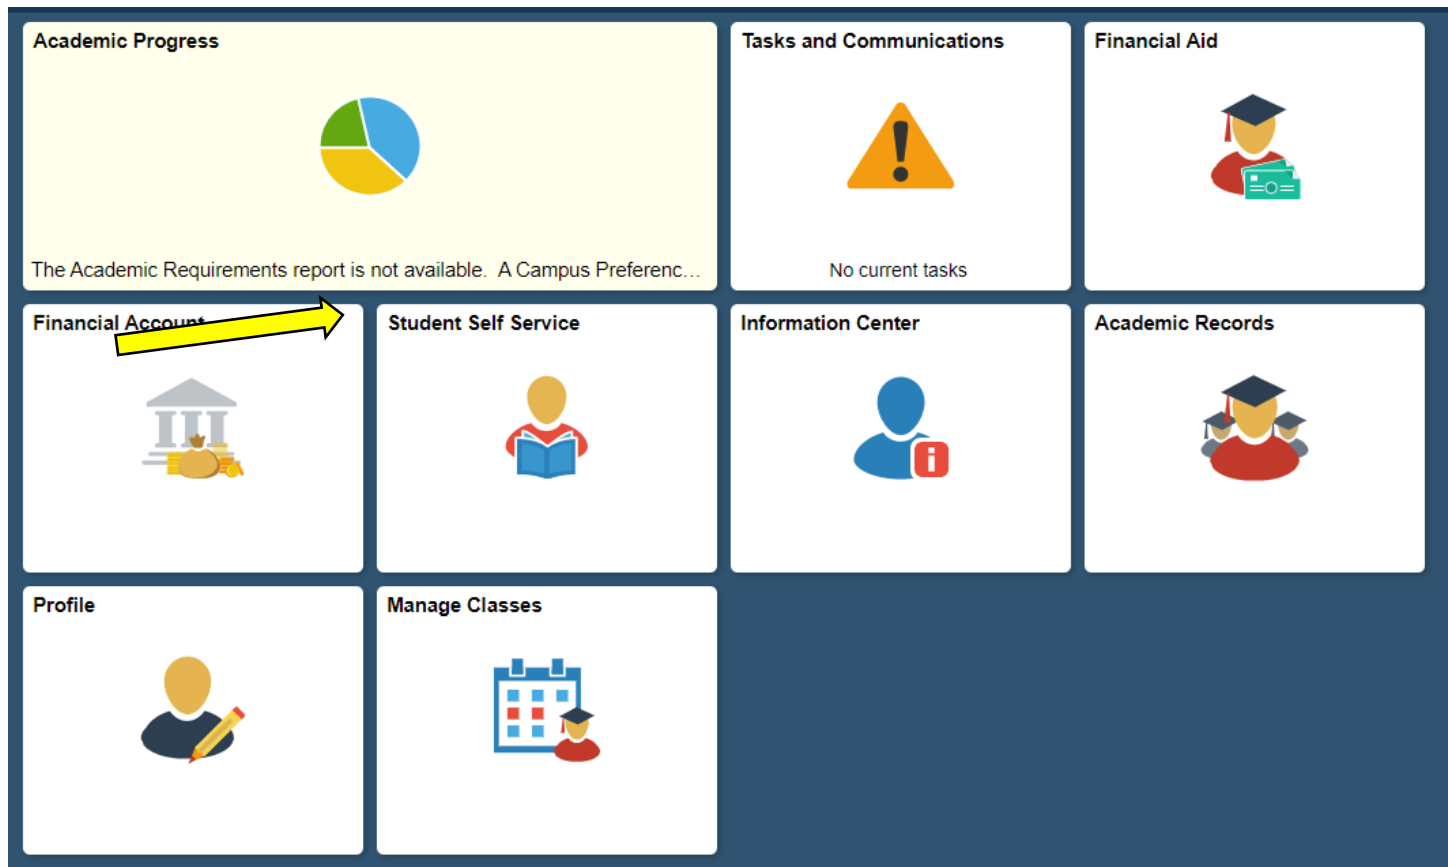 Academic Progress
Tasks and Communications
Financial Aid
The Academic Requirements report is not available. A Campus Preferenc...
No current tasks
Financial Account
Student Self Service
Information Center
Academic Records
Profile
Manage Classes